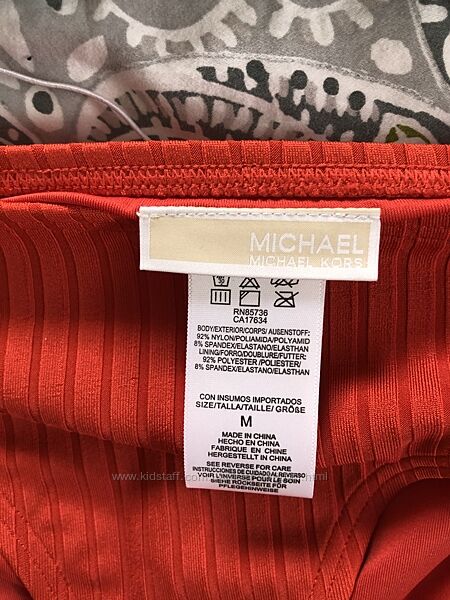 MICHAEL
MICHAEL KORS
RN85736
CA17634
BODY/EXTERIOR/CORPS/ AUSENSTOFF:
92% NYLON/POLIAMIDA/POLYAMID
8% SPANDEX/ELASTANO/ELASTHAN
LINING/FORRO/DOUBLURE/FUTTER:
92% POLYESTER /POLIESTER
8% SPANDEX/ELASTANO/ELASTHAN
CON INSUMOS IMPORTADOS
SIZE/TALLA/TAILLE/ GRÖßE
M
MADE IN CHINA
HECHO EN CHINA
FABRIQUE EN CHINE
HERGESTELLT IN CHINA
SEE REVERSE FOR CARE
INSTRUCCIONES DE CUIDADO AL REVERSO
VOIR L'INVERSE POUR LE SOIN
SIEHE RÜCKSEITE FÜR
PFLEGEHINWEISE